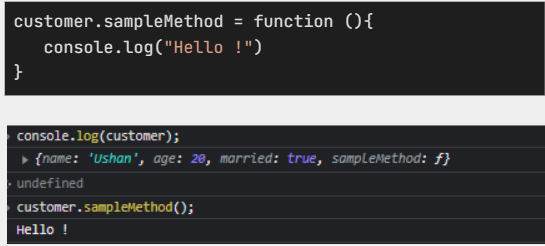 customer.sampleMethod = function (){
console.log("Hello !")
}
console.log(customer);
▸ {name: 'Ushan', age: 20, married: true, sampleMethod: ƒ}
undefined
customer.sampleMethod();
Hello !